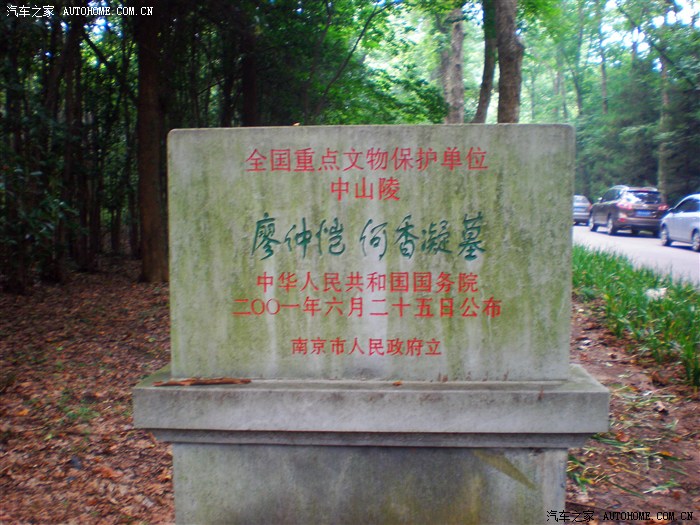 汽车之家 AUTOHOME.COM.CN
全国重点文物保护单位
中山陵
廖仲恺 何香凝墓
中华人民共和国国务院
二〇〇一年六月二十五日公布
南京市人民政府立
汽车之家 AUTOHOME.COM.CN